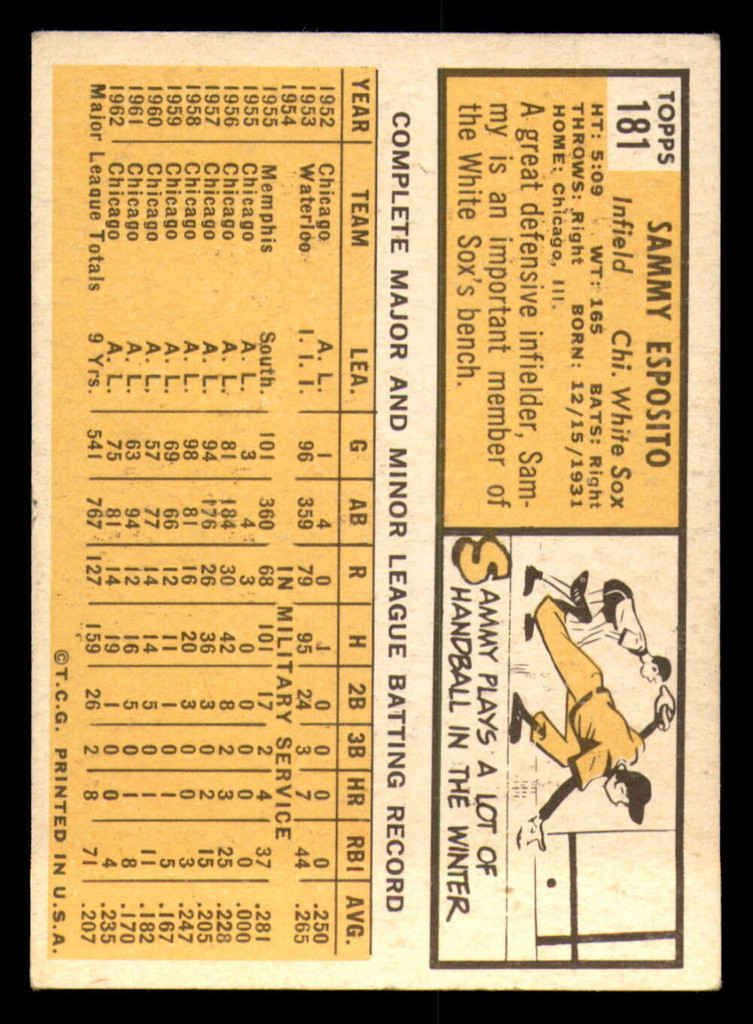 TOPPS
181
SAMMY ESPOSITO
Infield Chi. White Sox
HT: 5:09 WT: 165 BATS: Right
THROWS: Right BORN: 12/15/1931
HOME: Chicago, Ill.
A great defensive infielder, Sam-
my is an important member of
the White Sox's bench.
SAMMY PLAYS A LOT OF
HANDBALL IN THE WINTER
COMPLETE MAJOR AND MINOR LEAGUE BATTING RECORD
YEAR TEAM LEA. G AB R H 2B 3B HR RBI AVG.
1952 Chicago A. L. 1 4 0 1 0 0 0 0 .250
1953 Waterloo I. I. I. 96 359 79 95 24 3 7 44 .265
1954 IN MILITARY SERVICE
1955 Memphis South. 101 360 68 101 17 2 4 37 .281
1955 Chicago A. L. 3 4 3 0 0 0 0 0 .000
1956 Chicago A. L. 81 184 30 42 8 2 3 25 .228
1957 Chicago A. L. 94 176 26 36 3 0 2 15 .205
1958 Chicago A. L. 98 81 16 20 3 0 0 3 .247
1959 Chicago A. L. 69 66 12 11 1 0 1 5 .167
1960 Chicago A. L. 57 77 14 14 5 0 1 11 .182
1961 Chicago A. L. 63 94 12 16 5 0 1 8 .170
1962 Chicago A. L. 75 81 14 19 1 0 0 4 .235
Major League Totals 9 Yrs. 541 767 127 159 26 2 8 71 .207
©T.C.G. PRINTED IN U.S.A.